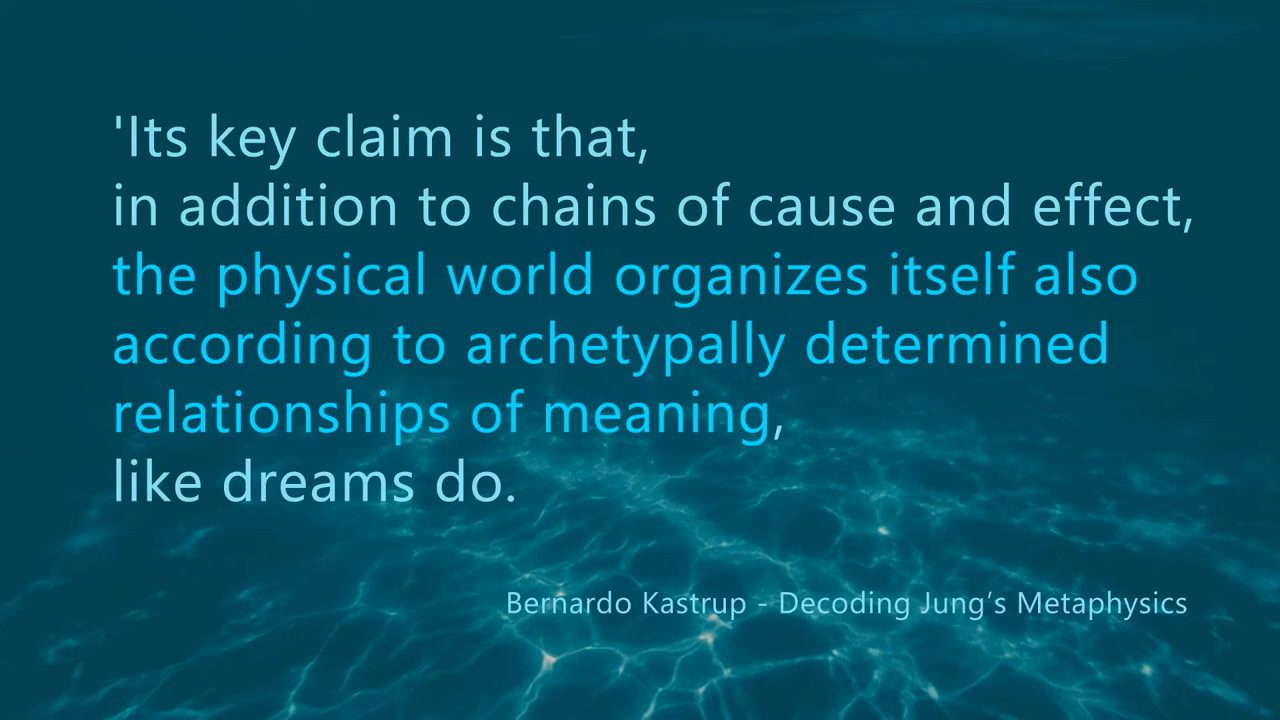 'Its key claim is that,
in addition to chains of cause and effect,
the physical world organizes itself also
according to archetypally determined
relationships of meaning,
like dreams do.
Bernardo Kastrup - Decoding Jung’s Metaphysics